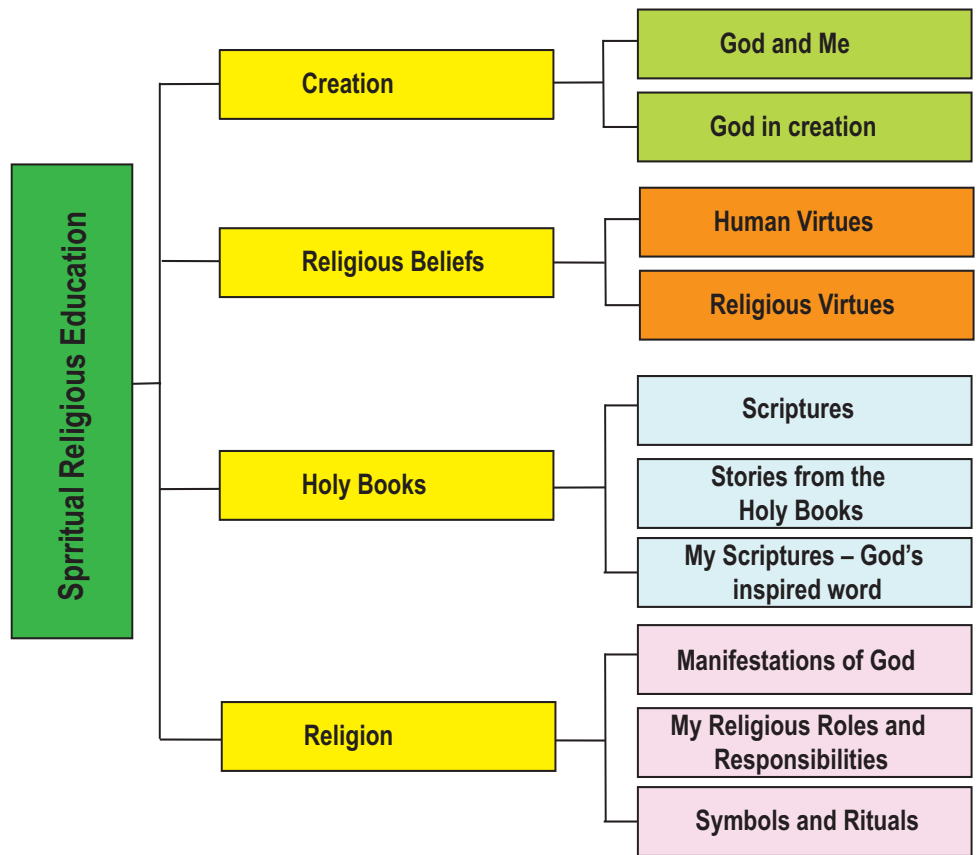 Sprritual Religious Education
Creation
God and Me
God in creation
Religious Beliefs
Human Virtues
Religious Virtues
Holy Books
Scriptures
Stories from the
Holy Books
My Scriptures – God's
inspired word
Religion
Manifestations of God
My Religious Roles and
Responsibilities
Symbols and Rituals